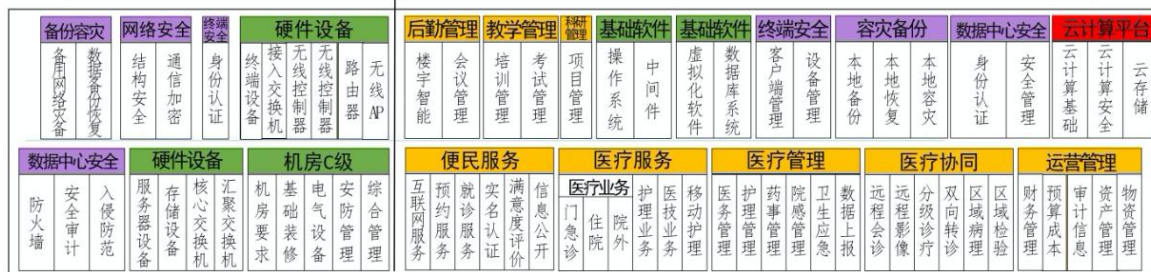 备份容灾
备用网络灾备
数据备份恢复
网络安全
结构安全
通信加密
终端安全
身份认证
硬件设备
终端设备
接入交换机
无线控制器
无线控制器
路由器
无线AP
后勤管理
楼宇智能
会议管理
教学管理
培训管理
考试管理
科研管理
项目管理
基础软件
操作系统
中间件
基础软件
虚拟化软件
数据库系统
终端安全
客户端管理
设备管理
容灾备份
本地备份
本地恢复
本地容灾
数据中心安全
身份认证
安全管理
云计算平台
云计算基础
云计算安全
云存储
数据中心安全
防火墙
安全审计
入侵防范
硬件设备
服务器设备
存储设备
核心交换机
汇聚交换机
机房C级
机房要求
基础装修
电气设备
安防管理
综合管理
便民服务
互联网服务
预约服务
就诊服务
实名认证
满意度评价
信息公开
医疗服务
医疗业务
门急诊
住院
院外
护理业务
医技业务
移动护理
医疗管理
医疗管理
护理管理
药事管理
院感管理
卫生应急
数据上报
医疗协同
远程会诊
远程影像
分级诊疗
双向转诊
区域病理
区域检验
运营管理
财务管理
预算成本
审计信息
资产管理
物资管理